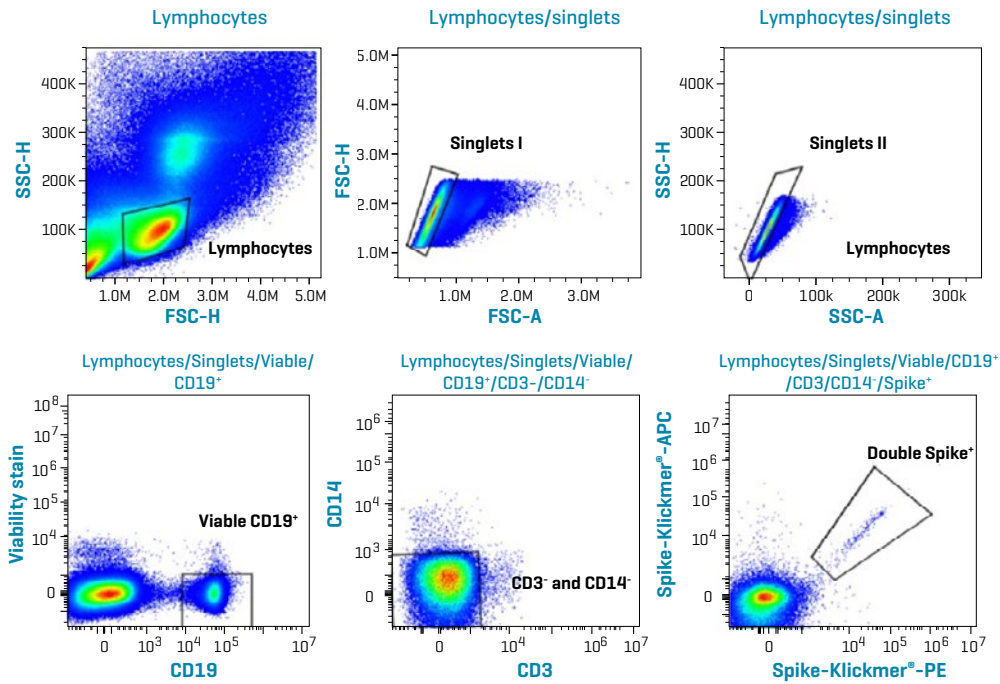 Lymphocytes
Lymphocytes/singlets
Lymphocytes/singlets
SSC-H
400K
300K
200K
100K
Lymphocytes
1.0M 2.0M 3.0M 4.0M 5.0M
FSC-H
FSC-H
5.0M
4.0M
3.0M
2.0M
1.0M
Singlets I
1.0M 2.0M 3.0M
FSC-A
SSC-H
400K
300K
200K
100K
Singlets II
Lymphocytes
0 100k 200k 300k
SSC-A
Lymphocytes/Singlets/Viable/
CD19⁺
Viability stain
10⁸
10⁷
10⁶
10⁵
10⁴
0
Viable CD19⁺
0 10³ 10⁴ 10⁵ 10⁷
CD19
Lymphocytes/Singlets/Viable/
CD19⁺/CD3-/CD14⁻
CD14
10⁶
10⁵
10⁴
10³
0
CD3⁻ and CD14⁻
0 10⁴ 10⁵ 10⁶ 10⁷
CD3
Lymphocytes/Singlets/Viable/CD19⁺
/CD3/CD14⁻/Spike⁺
Spike-Klickmer®-APC
10⁷
10⁶
10⁵
10⁴
0
Double Spike⁺
0 10⁴ 10⁵ 10⁶ 10⁷
Spike-Klickmer®-PE